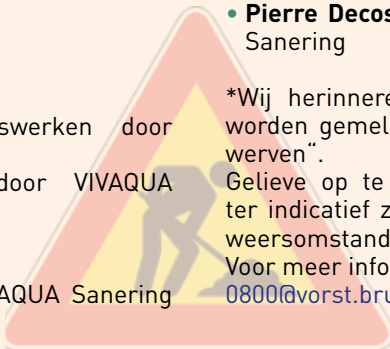 swerken door
door VIVAQUA
AQUA Sanering
• Pierre Decos
Sanering
*Wij herinnere
worden gemel
werven“.
Gelieve op te
ter indicatief z
weersomstand
Voor meer info
0800@vorst.bru